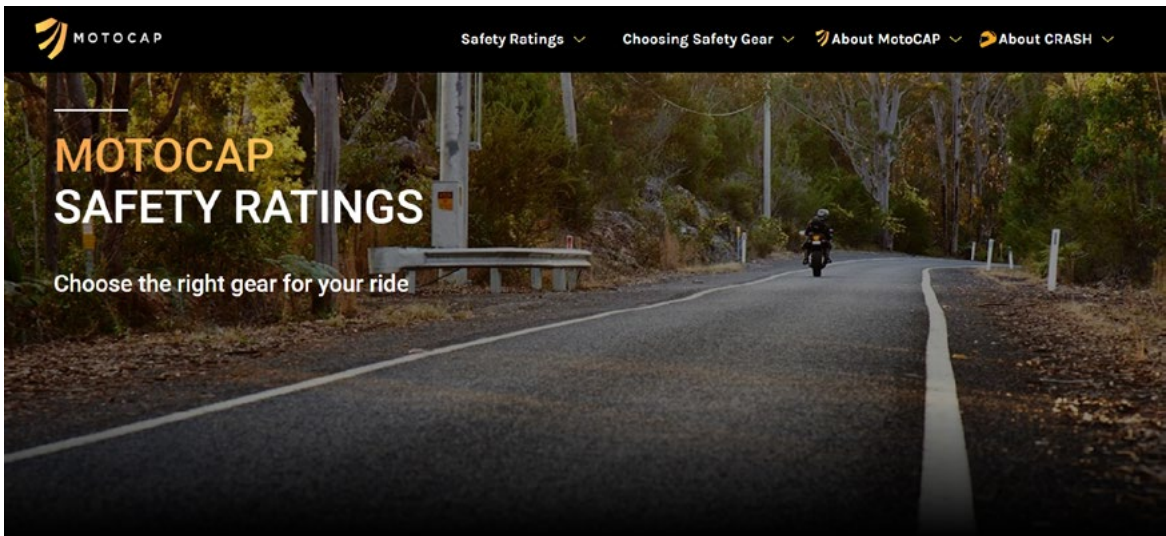 MOTOCAP
Safety Ratings
Choosing Safety Gear
About MotoCAP
About CRASH
MOTOCAP
SAFETY RATINGS
Choose the right gear for your ride